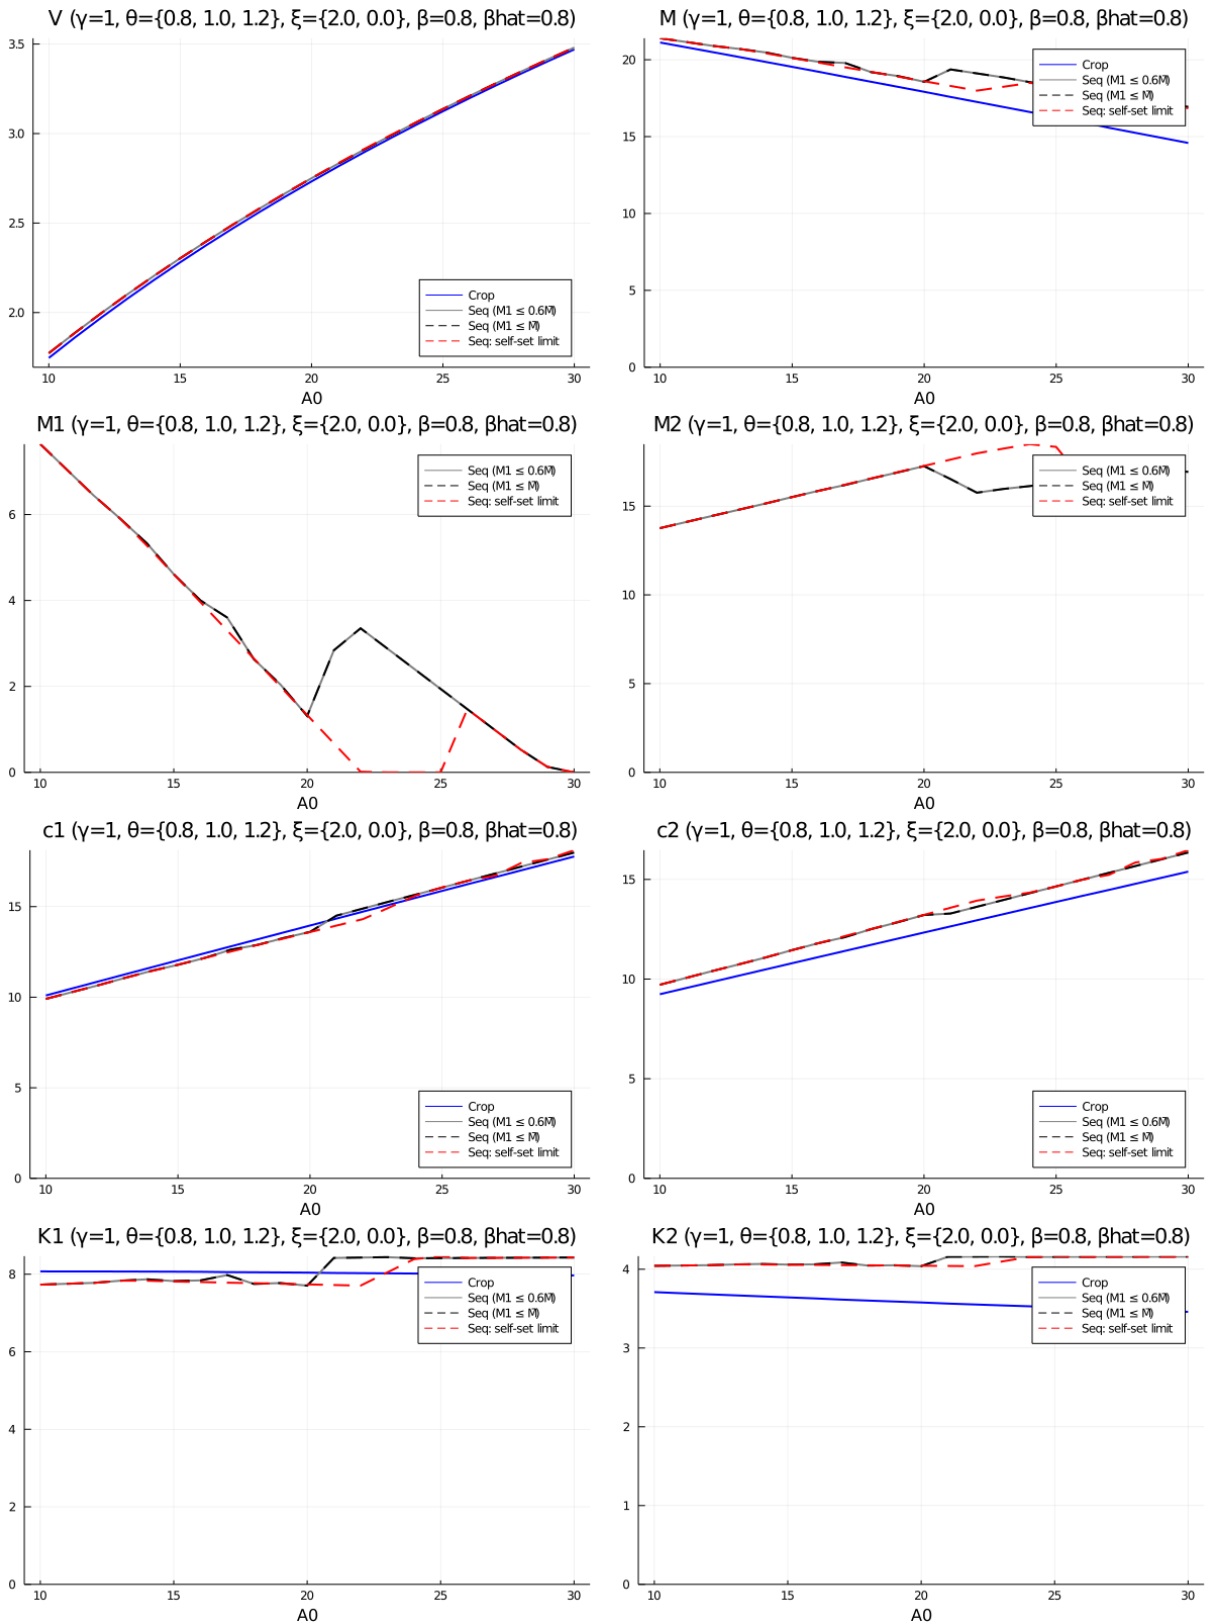 V (γ=1, θ={0.8, 1.0, 1.2}, ξ={2.0, 0.0}, β=0.8, βhat=0.8)
3.5
3.0
2.5
2.0
Crop
Seq (M1 ≤ 0.6M̄)
Seq (M1 ≤ M̄)
Seq: self-set limit
10 15 20 25 30
A0
M (γ=1, θ={0.8, 1.0, 1.2}, ξ={2.0, 0.0}, β=0.8, βhat=0.8)
20
15
10
5
0
Crop
Seq (M1 ≤ 0.6M̄)
Seq (M1 ≤ M̄)
Seq: self-set limit
10 15 20 25 30
A0
M1 (γ=1, θ={0.8, 1.0, 1.2}, ξ={2.0, 0.0}, β=0.8, βhat=0.8)
6
4
2
0
Seq (M1 ≤ 0.6M̄)
Seq (M1 ≤ M̄)
Seq: self-set limit
10 15 20 25 30
A0
M2 (γ=1, θ={0.8, 1.0, 1.2}, ξ={2.0, 0.0}, β=0.8, βhat=0.8)
15
10
5
0
Seq (M1 ≤ 0.6M̄)
Seq (M1 ≤ M̄)
Seq: self-set limit
10 15 20 25 30
A0
c1 (γ=1, θ={0.8, 1.0, 1.2}, ξ={2.0, 0.0}, β=0.8, βhat=0.8)
15
10
5
0
Crop
Seq (M1 ≤ 0.6M̄)
Seq (M1 ≤ M̄)
Seq: self-set limit
10 15 20 25 30
A0
c2 (γ=1, θ={0.8, 1.0, 1.2}, ξ={2.0, 0.0}, β=0.8, βhat=0.8)
15
10
5
0
Crop
Seq (M1 ≤ 0.6M̄)
Seq (M1 ≤ M̄)
Seq: self-set limit
10 15 20 25 30
A0
K1 (γ=1, θ={0.8, 1.0, 1.2}, ξ={2.0, 0.0}, β=0.8, βhat=0.8)
8
6
4
2
0
Crop
Seq (M1 ≤ 0.6M̄)
Seq (M1 ≤ M̄)
Seq: self-set limit
10 15 20 25 30
A0
K2 (γ=1, θ={0.8, 1.0, 1.2}, ξ={2.0, 0.0}, β=0.8, βhat=0.8)
4
3
2
1
0
Crop
Seq (M1 ≤ 0.6M̄)
Seq (M1 ≤ M̄)
Seq: self-set limit
10 15 20 25 30
A0